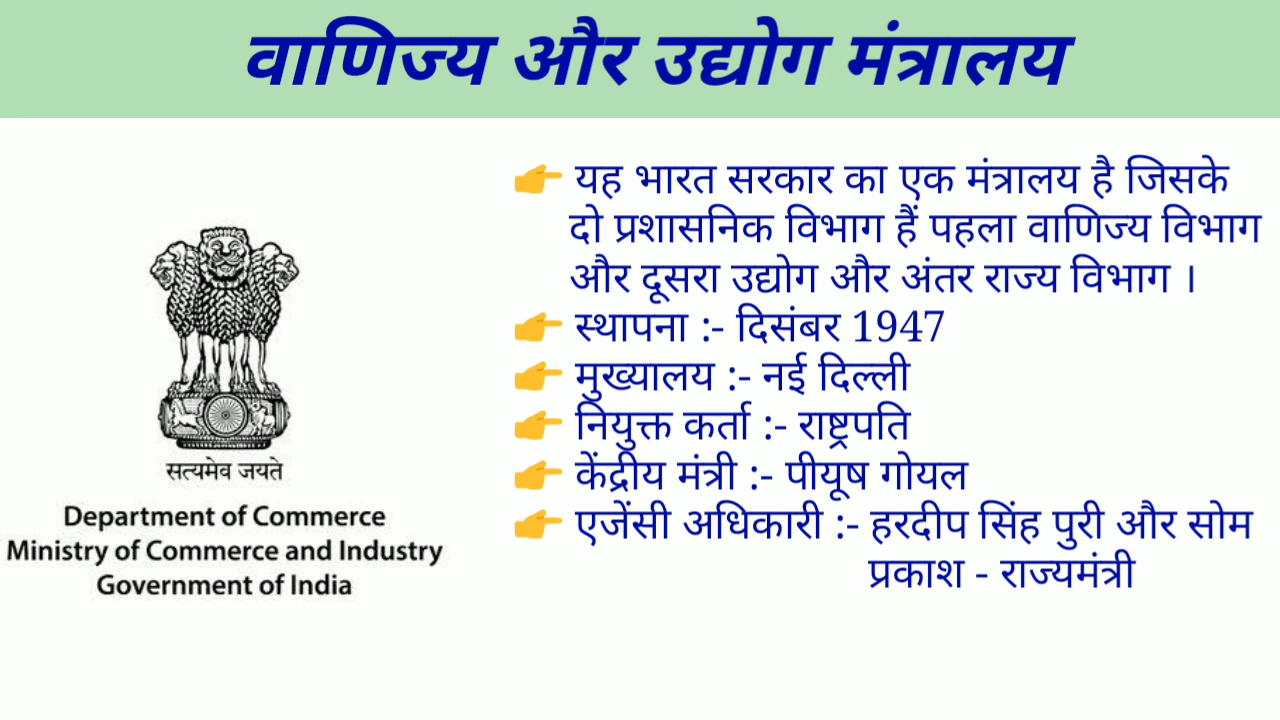 वाणिज्य और उद्योग मंत्रालय
सत्यमेव जयते
Department of Commerce
Ministry of Commerce and Industry
Government of India
👉 यह भारत सरकार का एक मंत्रालय है जिसके
दो प्रशासनिक विभाग हैं पहला वाणिज्य विभाग
और दूसरा उद्योग और अंतर राज्य विभाग ।
👉 स्थापना :- दिसंबर 1947
👉 मुख्यालय :- नई दिल्ली
👉 नियुक्त कर्ता :- राष्ट्रपति
👉 केंद्रीय मंत्री :- पीयूष गोयल
👉 एजेंसी अधिकारी :- हरदीप सिंह पुरी और सोम
प्रकाश - राज्यमंत्री